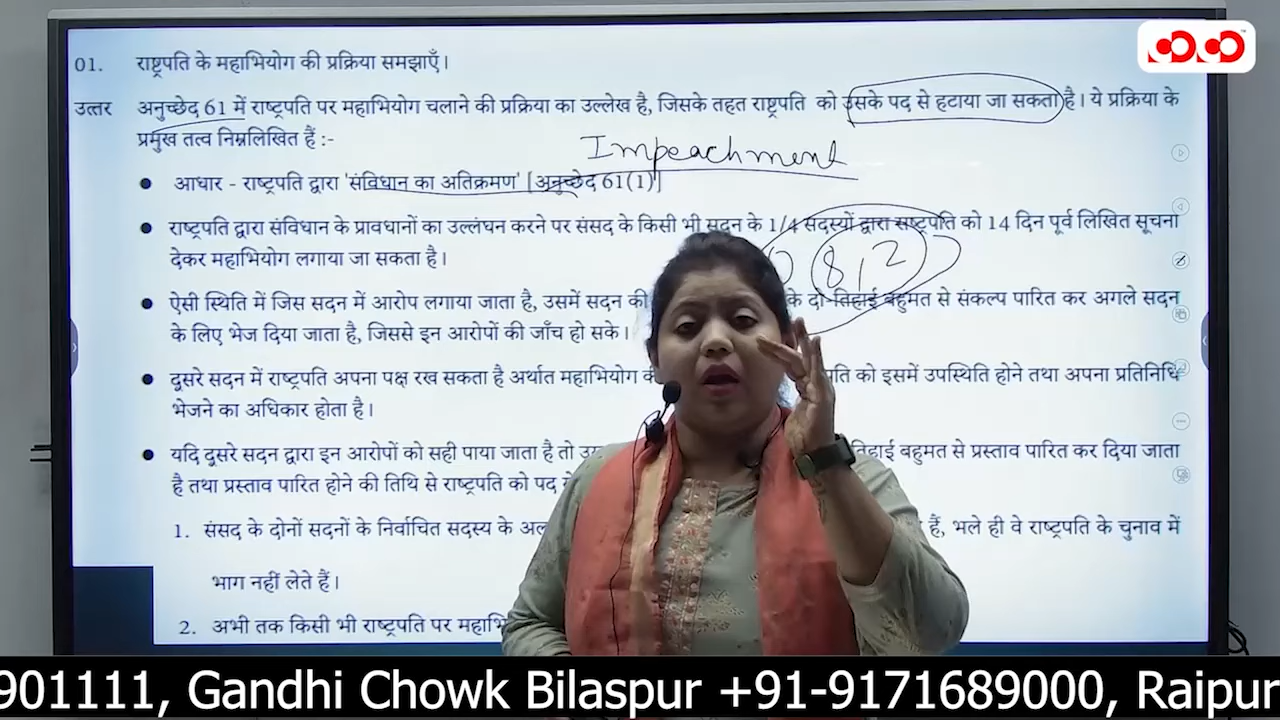 01. राष्ट्रपति के महाभियोग की प्रक्रिया समझाएँ।
उत्तर अनुच्छेद 61 में राष्ट्रपति पर महाभियोग चलाने की प्रक्रिया का उल्लेख है, जिसके तहत राष्ट्रपति को उसके पद से हटाया जा सकता है। ये प्रक्रिया के
प्रमुख तत्व निम्नलिखित हैं :-
Impeachment
● आधार - राष्ट्रपति द्वारा 'संविधान का अतिक्रमण' [अनुच्छेद 61(1)]
● राष्ट्रपति द्वारा संविधान के प्रावधानों का उल्लंघन करने पर संसद के किसी भी सदन के 1/4 सदस्यों द्वारा राष्ट्रपति को 14 दिन पूर्व लिखित सूचना
देकर महाभियोग लगाया जा सकता है।
● ऐसी स्थिति में जिस सदन में आरोप लगाया जाता है, उसमें सदन की के दो-तिहाई बहुमत से संकल्प पारित कर अगले सदन
के लिए भेज दिया जाता है, जिससे इन आरोपों की जाँच हो सके।
● दूसरे सदन में राष्ट्रपति अपना पक्ष रख सकता है अर्थात महाभियोग को इसमें उपस्थिति होने तथा अपना प्रतिनिधि
भेजने का अधिकार होता है।
● यदि दूसरे सदन द्वारा इन आरोपों को सही पाया जाता है तो बहुमत से प्रस्ताव पारित कर दिया जाता
है तथा प्रस्ताव पारित होने की तिथि से राष्ट्रपति को पद
1. संसद के दोनों सदनों के निर्वाचित सदस्य के हैं, भले ही वे राष्ट्रपति के चुनाव में
भाग नहीं लेते हैं।
2. अभी तक किसी भी राष्ट्रपति पर
901111, Gandhi Chowk Bilaspur +91-9171689000, Raipur